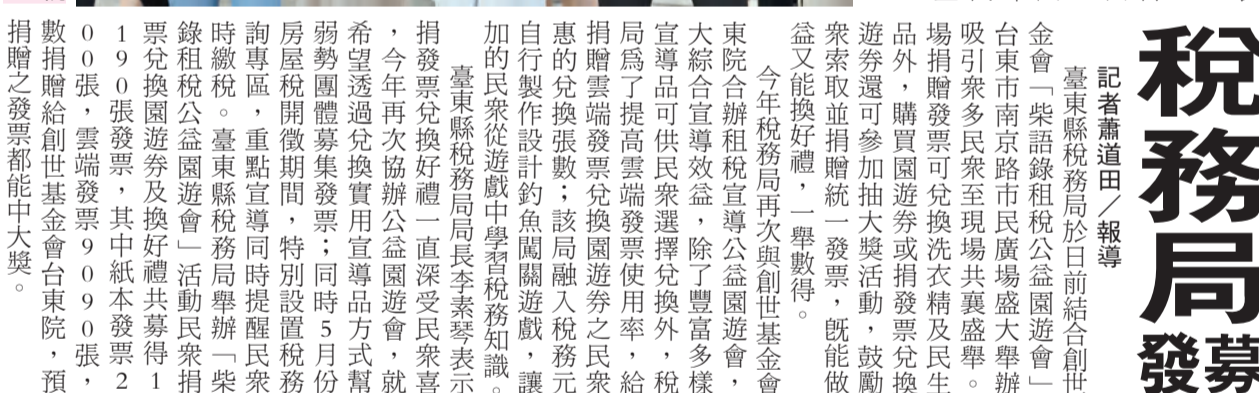 稅務局
募
發
記者蕭道田／報導
臺東縣稅務局於日前結合創世
金會「柴語錄租稅公益園遊會」
台東市南京路市民廣場盛大舉辦
吸引眾多民眾至現場共襄盛舉。
場捐贈發票可兌換洗衣精及民生
品外，購買園遊券或捐發票兌換
遊券還可參加抽大獎活動，鼓勵
眾索取並捐贈統一發票，既能做
益又能換好禮，一舉數得。
今年稅務局再次與創世基金會
東院合辦租稅宣導公益園遊會，
大綜合宣導效益，除了豐富多樣
宣導品可供民眾選擇兌換外，稅
局為了提高雲端發票使用率，給
捐贈雲端發票兌換園遊券之民眾
惠的兌換張數；該局融入稅務元
自行製作設計釣魚闖關遊戲，讓
加的民眾從遊戲中學習稅務知識。
臺東縣稅務局局長李素琴表示
捐發票兌換好禮一直深受民眾喜
，今年再次協辦公益園遊會，就
希望透過兌換實用宣導品方式幫
弱勢團體募集發票；同時5月份
房屋稅開徵期間，特別設置稅務
詢專區，重點宣導同時提醒民眾
時繳稅。臺東縣稅務局舉辦「柴
錄租稅公益園遊會」活動民眾捐
票兌換園遊券及換好禮共募得1
190張發票，其中紙本發票2
00張，雲端發票9090張，
數捐贈給創世基金會台東院，預
捐贈之發票都能中大獎。